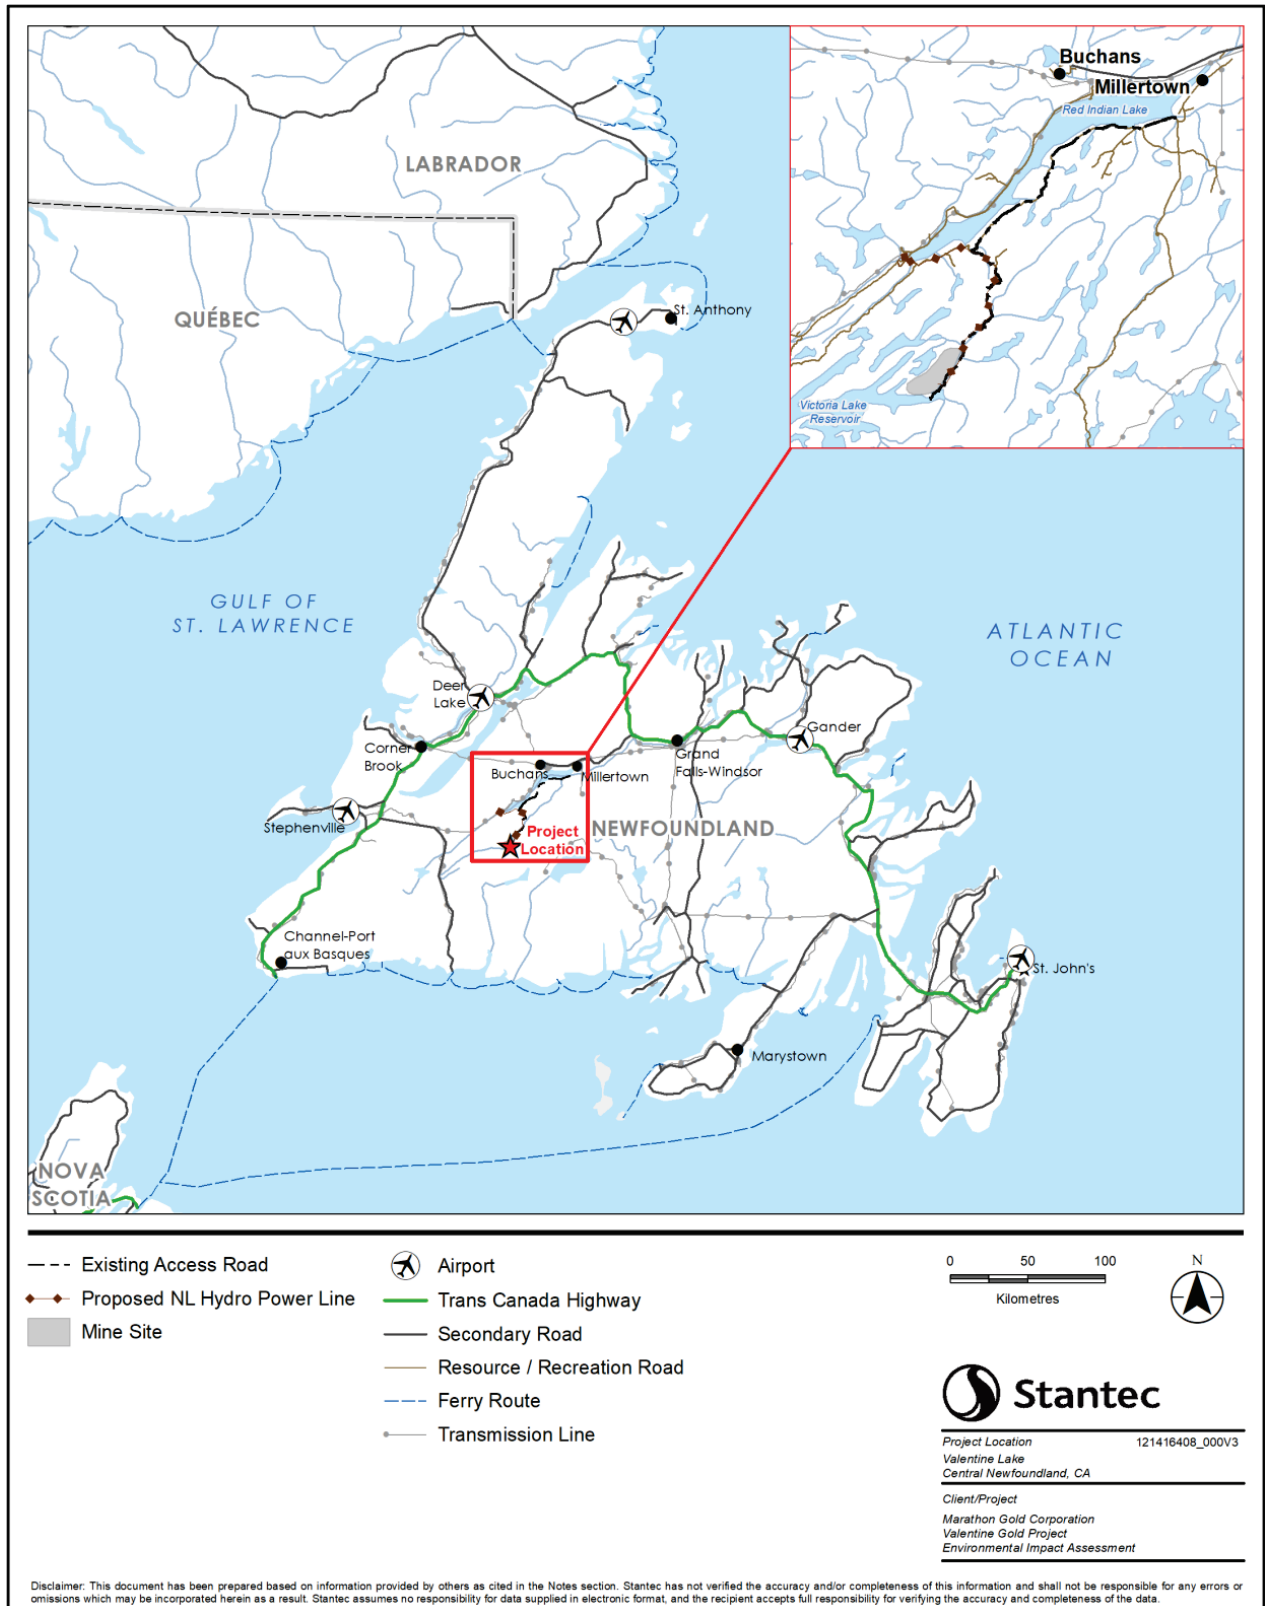 Buchans
Millertown
Red Indian Lake
Victoria Lake
Reservoir
LABRADOR
QUÉBEC
St. Anthony
GULF OF
ST. LAWRENCE
ATLANTIC
OCEAN
Deer
Lake
Corner
Brook
Gander
Grand
Falls-Windsor
Buchans
Millertown
Stephenville
NEWFOUNDLAND
Project
Location
Channel-Port
aux Basques
St. John's
Marystown
NOVA
SCOTIA
Existing Access Road
Proposed NL Hydro Power Line
Mine Site
Airport
Trans Canada Highway
Secondary Road
Resource / Recreation Road
Ferry Route
Transmission Line
0 50 100
Kilometres
N
Stantec
Project Location 121416408_000V3
Valentine Lake
Central Newfoundland, CA
Client/Project
Marathon Gold Corporation
Valentine Gold Project
Environmental Impact Assessment
Disclaimer: This document has been prepared based on information provided by others as cited in the Notes section. Stantec has not verified the accuracy and/or completeness of this information and shall not be responsible for any errors or
omissions which may be incorporated herein as a result. Stantec assumes no responsibility for data supplied in electronic format, and the recipient accepts full responsibility for verifying the accuracy and completeness of the data.